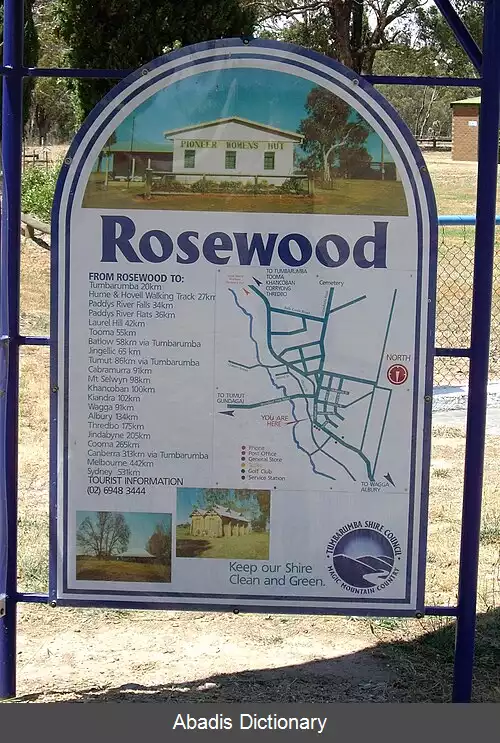 PIONEER WOMENS HUT
Rosewood
FROM ROSEWOOD TO:
Tumbarumba 20km
Hume & Hovell Walking Track 27km
Paddys River Falls 34km
Paddys River Flats 36km
Laurel Hill 42km
Tooma 55km
Batlow 58km via Tumbarumba
Jingellic 65 km
Tumut 86km via Tumbarumba
Cabramurra 91km
Mt Selwyn 98km
Khancoban 100km
Kiandra 102km
Wagga 91km
Albury 134km
Thredbo 175km
Jindabyne 205km
Cooma 265km
Canberra 313km via Tumbarumba
Melbourne 442km
Sydney 531km
TOURIST INFORMATION
(02) 6948 3444
TO TUMBARUMBA
TOOMA
KHANCOBAN
CORRYONG
THREDBO
Cemetery
NORTH
TO TUMUT
GUNDAGAI
YOU ARE
HERE
Phone
Post Office
General Store
Golf Club
Service Station
TO WAGGA
ALBURY
Keep our Shire
Clean and Green.
TUMBARUMBA SHIRE COUNCIL
MAGIC MOUNTAIN COUNTRY
Abadis Dictionary